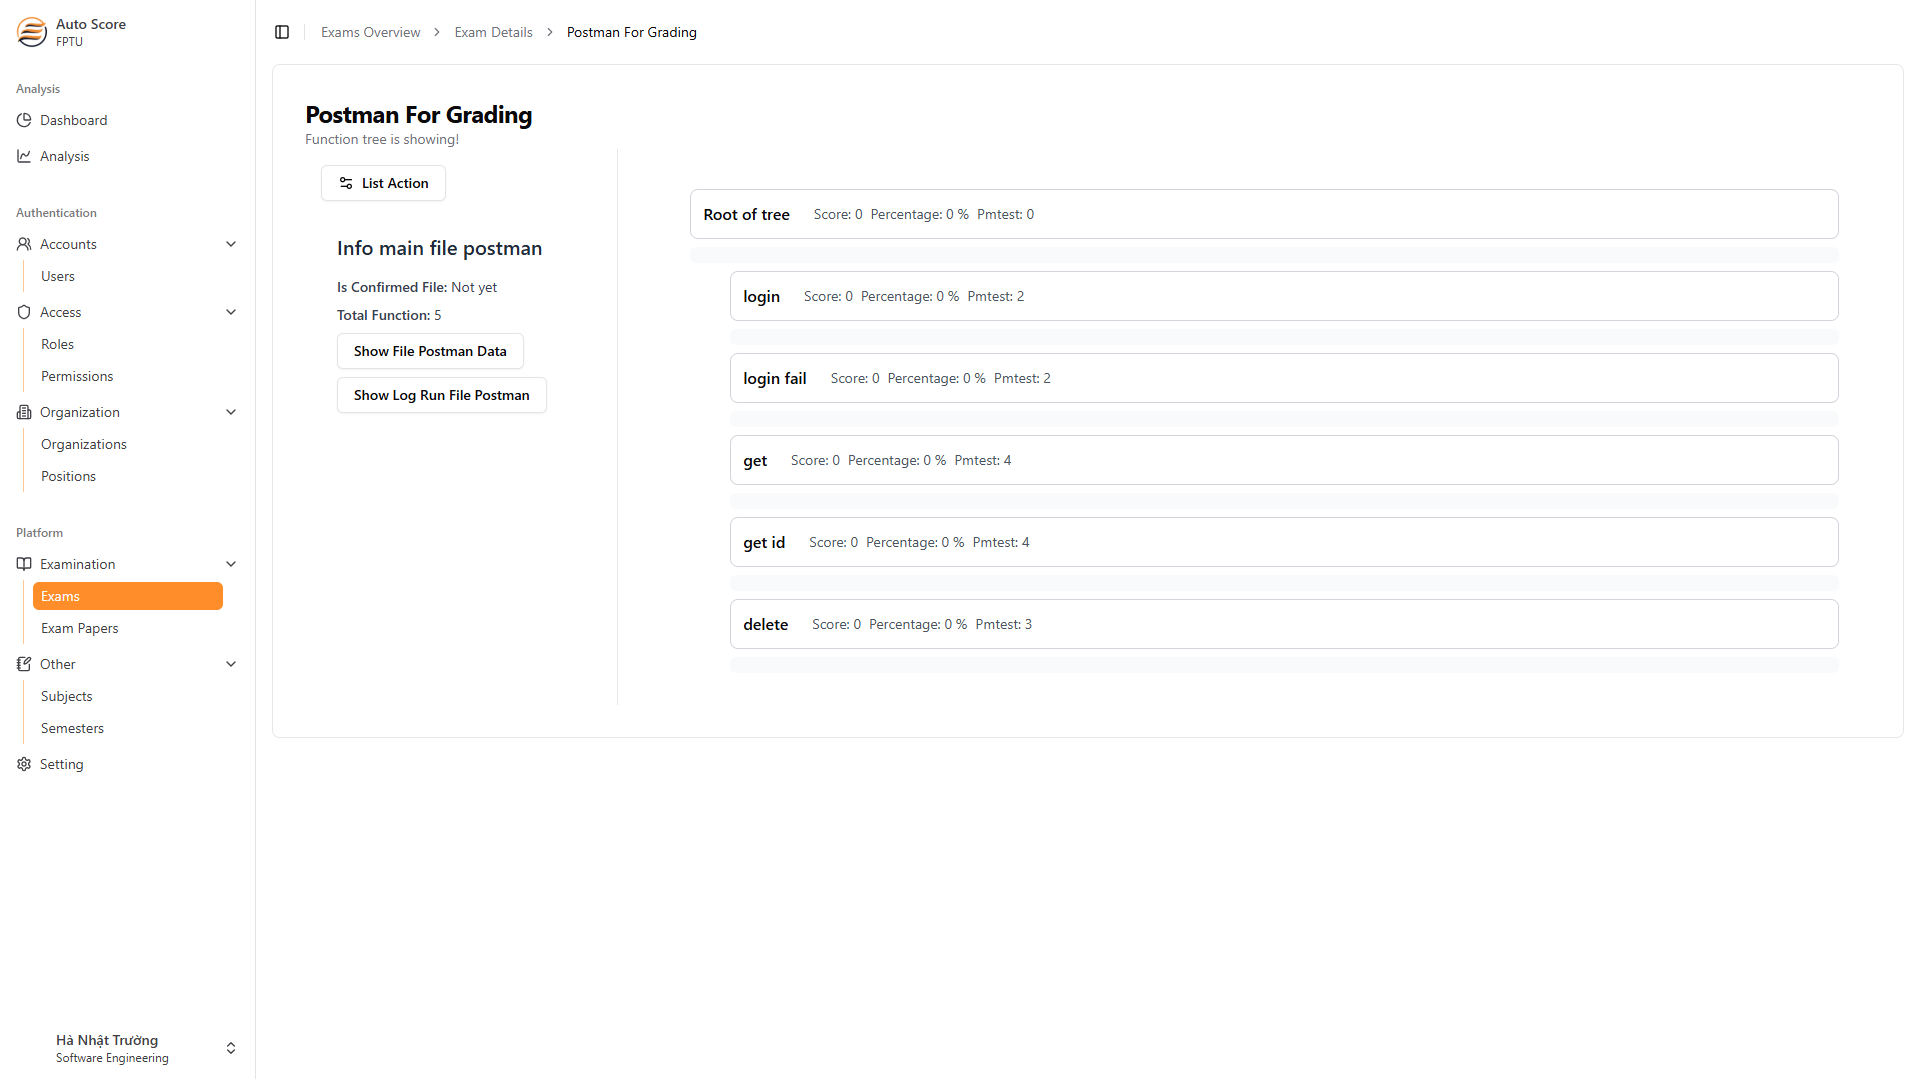 Auto Score
FPTU
Analysis
Dashboard
Analysis
Authentication
Accounts
Users
Access
Roles
Permissions
Organization
Organizations
Positions
Platform
Examination
Exams
Exam Papers
Other
Subjects
Semesters
Setting
Hà Nhật Trường
Software Engineering
Exams Overview > Exam Details > Postman For Grading
Postman For Grading
Function tree is showing!
List Action
Info main file postman
Is Confirmed File: Not yet
Total Function: 5
Show File Postman Data
Show Log Run File Postman
Root of tree Score: 0 Percentage: 0 % Pmtest: 0
login Score: 0 Percentage: 0 % Pmtest: 2
login fail Score: 0 Percentage: 0 % Pmtest: 2
get Score: 0 Percentage: 0 % Pmtest: 4
get id Score: 0 Percentage: 0 % Pmtest: 4
delete Score: 0 Percentage: 0 % Pmtest: 3